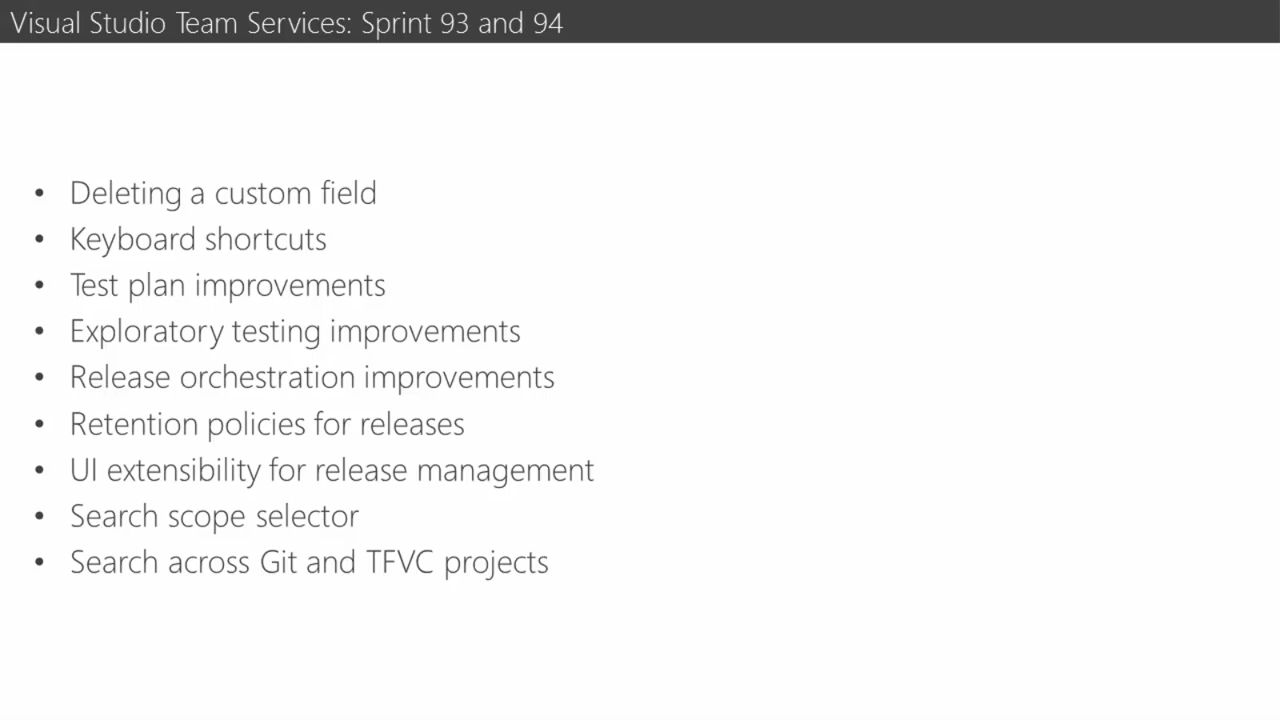 Visual Studio Team Services: Sprint 93 and 94
• Deleting a custom field
• Keyboard shortcuts
• Test plan improvements
• Exploratory testing improvements
• Release orchestration improvements
• Retention policies for releases
• UI extensibility for release management
• Search scope selector
• Search across Git and TFVC projects